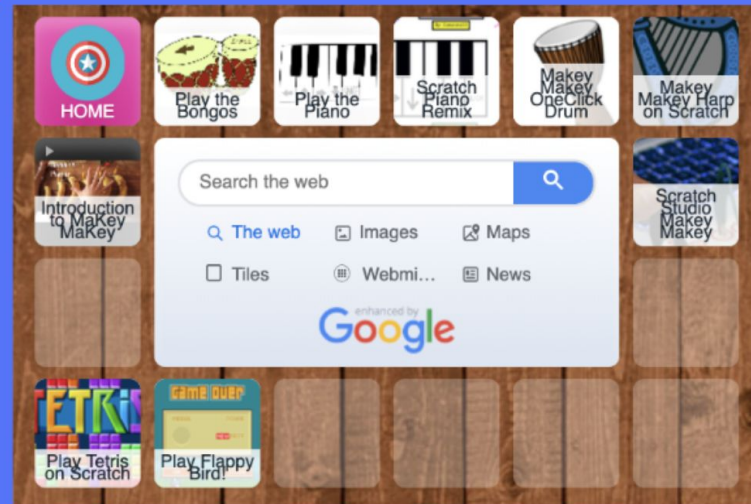 HOME
Play the
Bongos
Play the
Piano
Scratch
Piano
Remix
Makey
Makey
OneClick
Drum
Makey
Makey Harp
on Scratch
Introduction
to MaKey
MaKey
Search the web
The web
Images
Maps
Tiles
Webmi...
News
enhanced by
Google
Scratch
Studio
Makey
Makey
ETRIS
Play Tetris
on Scratch
GAME OVER
Play Flappy
Bird!